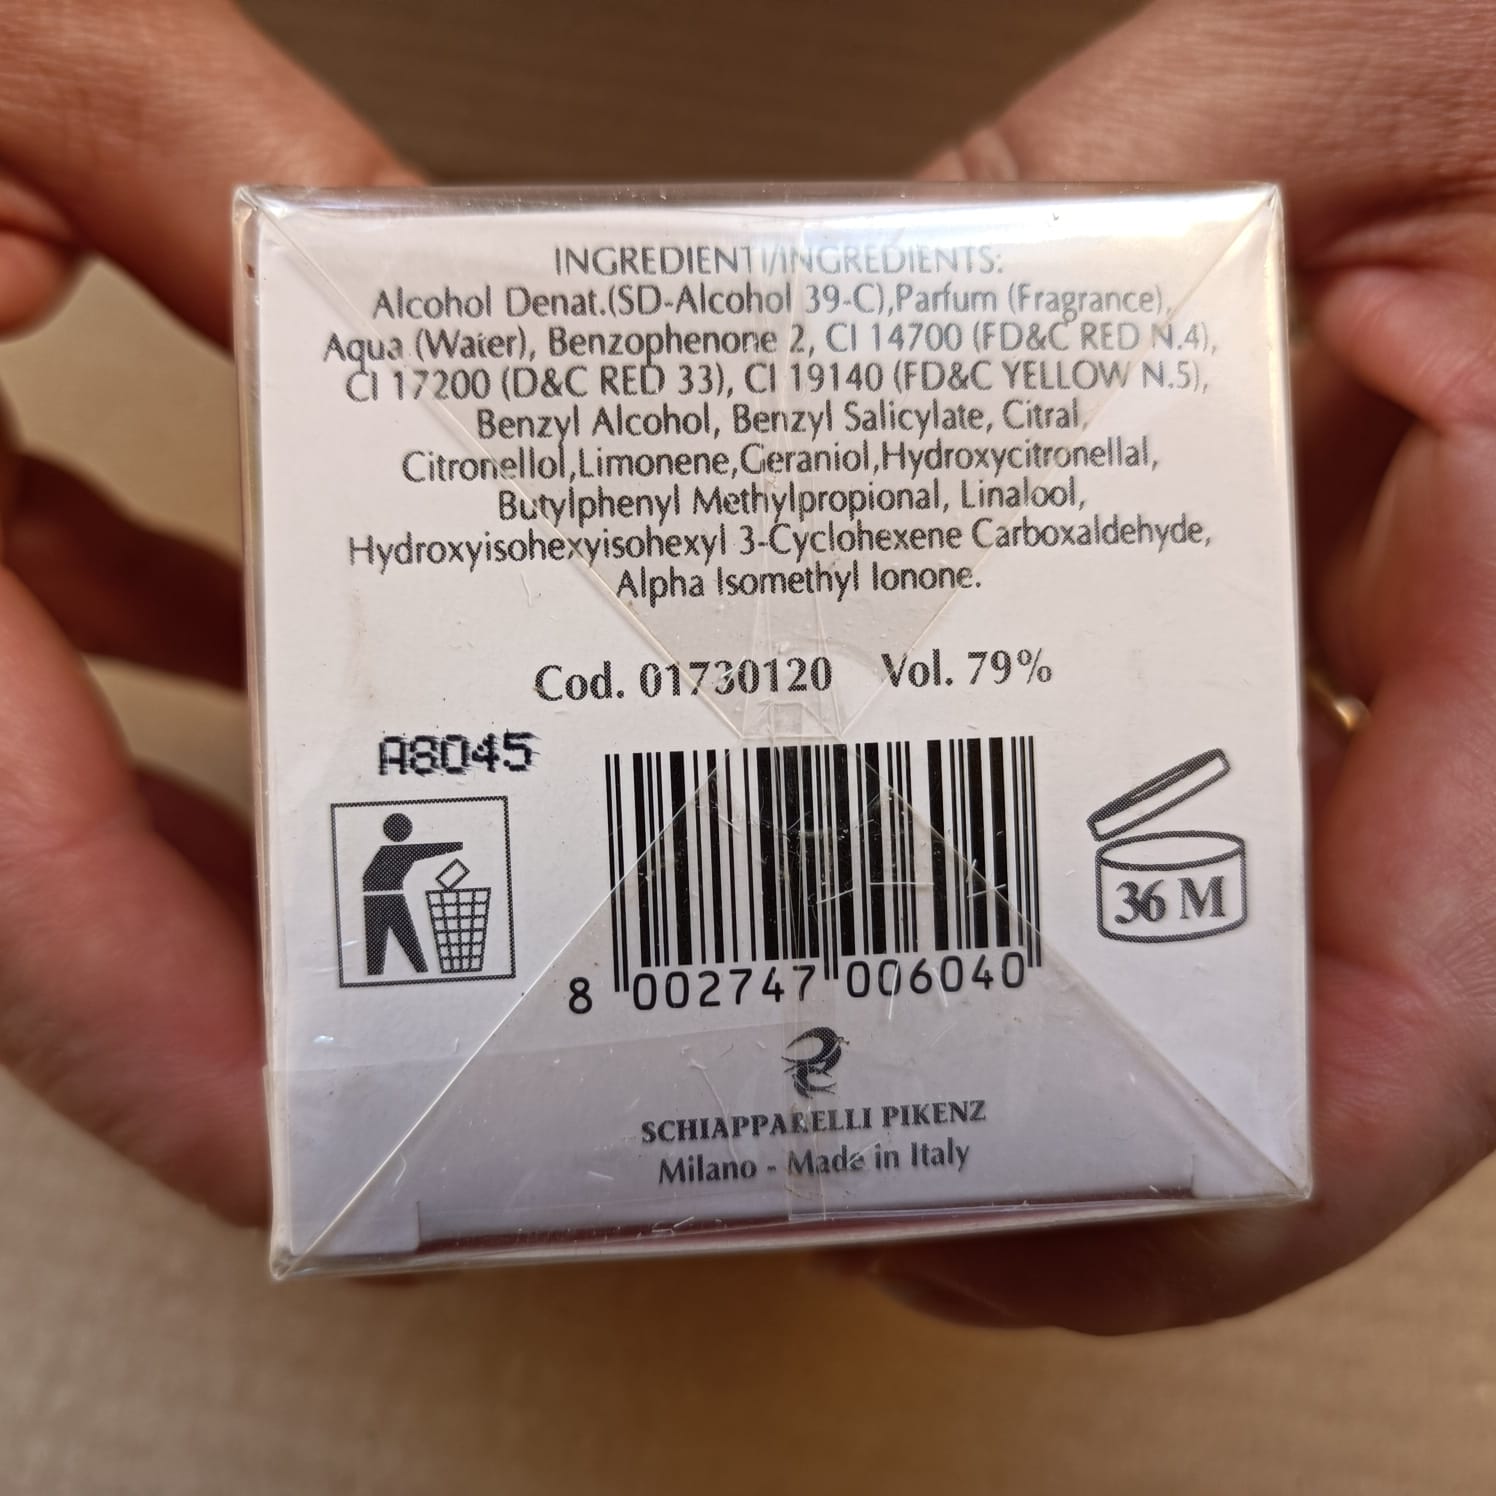 INGREDIENTI/INGREDIENTS:
Alcohol Denat.(SD-Alcohol 39-C),Parfum (Fragrance),
Aqua (Water), Benzophenone 2, CI 14700 (FD&C RED N.4),
CI 17200 (D&C RED 33), CI 19140 (FD&C YELLOW N.5),
Benzyl Alcohol, Benzyl Salicylate, Citral,
Citronellol,Limonene,Geraniol,Hydroxycitronellal,
Butylphenyl Methylpropional, Linalool,
Hydroxyisohexyisohexyl 3-Cyclohexene Carboxaldehyde,
Alpha Isomethyl Ionone.
Cod. 01730120 Vol. 79%
A8045
36 M
8 002747 006040
SCHIAPPARELLI PIKENZ
Milano - Made in Italy